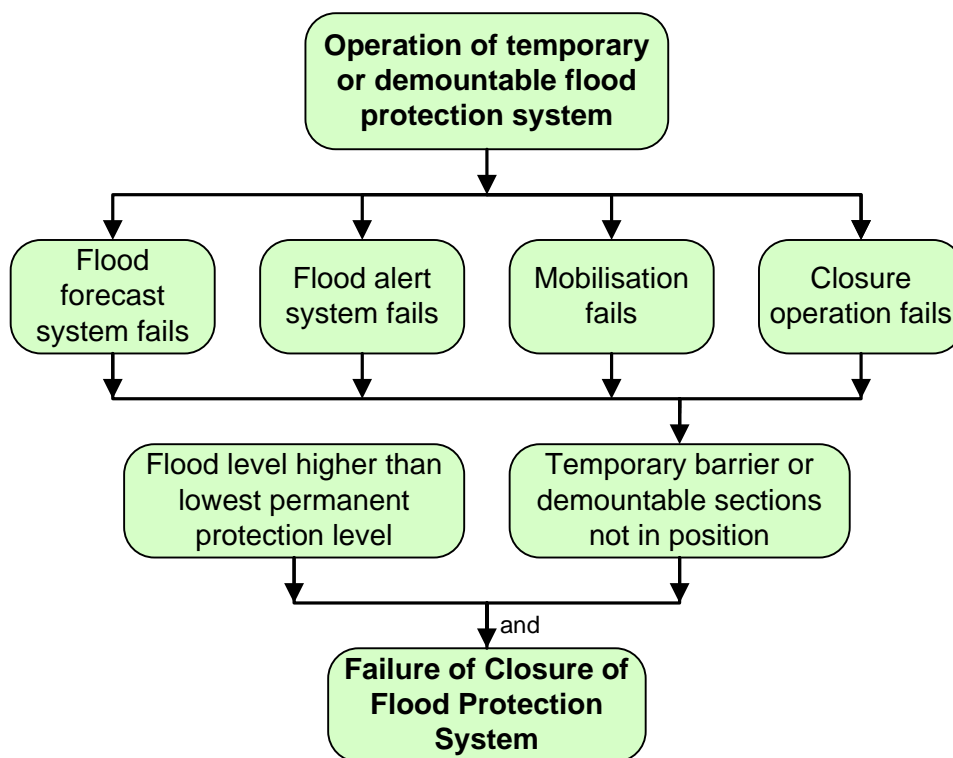 Operation of temporary
or demountable flood
protection system
Flood
forecast
system fails
Flood alert
system fails
Mobilisation
fails
Closure
operation fails
Flood level higher than
lowest permanent
protection level
Temporary barrier or
demountable sections
not in position
and
Failure of Closure of
Flood Protection
System